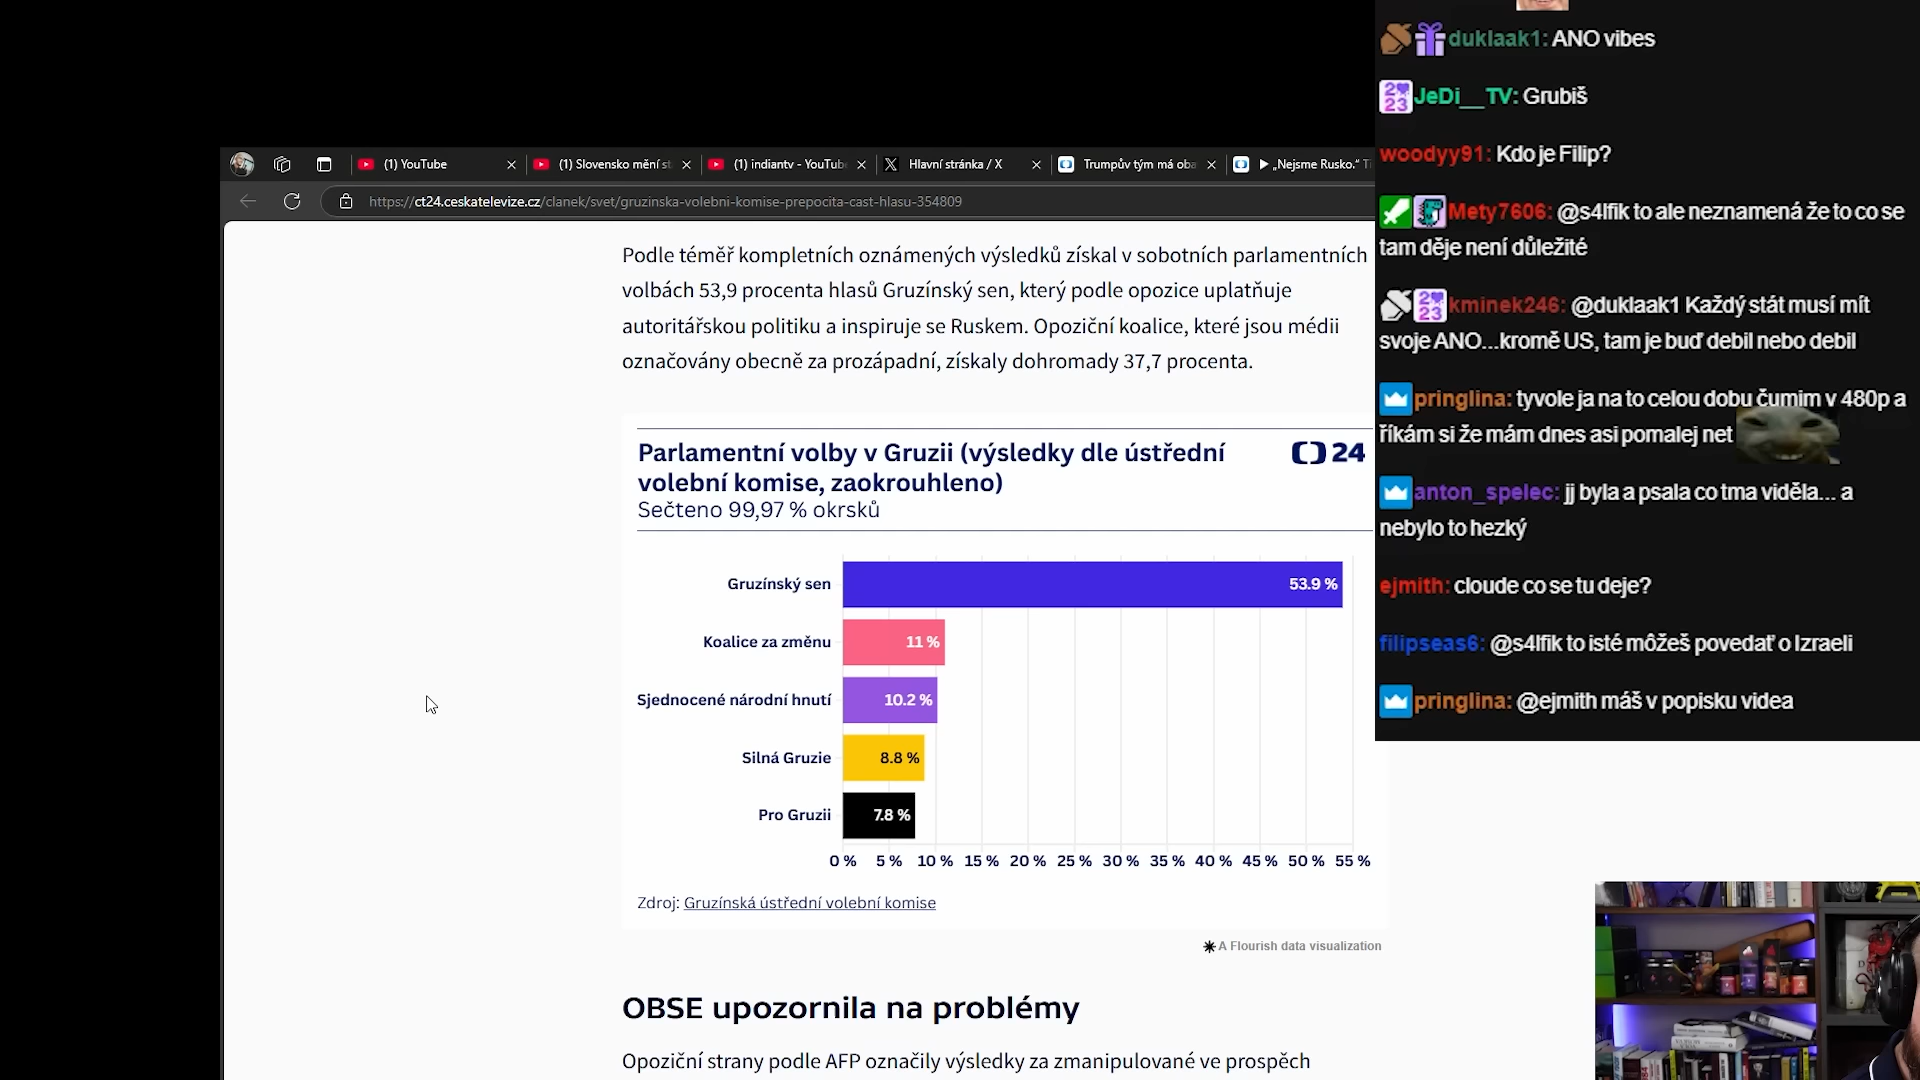 (1) YouTube
(1) Slovensko mění st
(1) indiantv - YouTube
Hlavní stránka / X
Trumpův tým má oba
▶ „Nejsme Rusko.“ T
https://ct24.ceskatelevize.cz/clanek/svet/gruzinska-volebni-komise-prepocita-cast-hlasu-354809
Podle téměř kompletních oznámených výsledků získal v sobotních parlamentních
volbách 53,9 procenta hlasů Gruzínský sen, který podle opozice uplatňuje
autoritářskou politiku a inspiruje se Ruskem. Opoziční koalice, které jsou médii
označovány obecně za prozápadní, získaly dohromady 37,7 procenta.
Parlamentní volby v Gruzii (výsledky dle ústřední
volební komise, zaokrouhleno)
24
Sečteno 99,97 % okrsků
Gruzínský sen 53.9 %
Koalice za změnu 11 %
Sjednocené národní hnutí 10.2 %
Silná Gruzie 8.8 %
Pro Gruzii 7.8 %
0 % 5 % 10 % 15 % 20 % 25 % 30 % 35 % 40 % 45 % 50 % 55 %
Zdroj: Gruzínská ústřední volební komise
A Flourish data visualization
OBSE upozornila na problémy
Opoziční strany podle AFP označily výsledky za zmanipulované ve prospěch
duklaak1: ANO vibes
2023 JeDi__TV: Grubiš
woodyy91: Kdo je Filip?
Mety7606: @s4lfik to ale neznamená že to co se
tam děje není důležité
2023 kminek246: @duklaak1 Každý stát musí mít
svoje ANO...kromě US, tam je buď debil nebo debil
pringlina: tyvole ja na to celou dobu čumim v 480p a
říkám si že mám dnes asi pomalej net
anton_spelec: jj byla a psala co tma viděla... a
nebylo to hezký
ejmith: cloude co se tu deje?
filipseas6: @s4lfik to isté môžeš povedať o Izraeli
pringlina: @ejmith máš v popisku videa